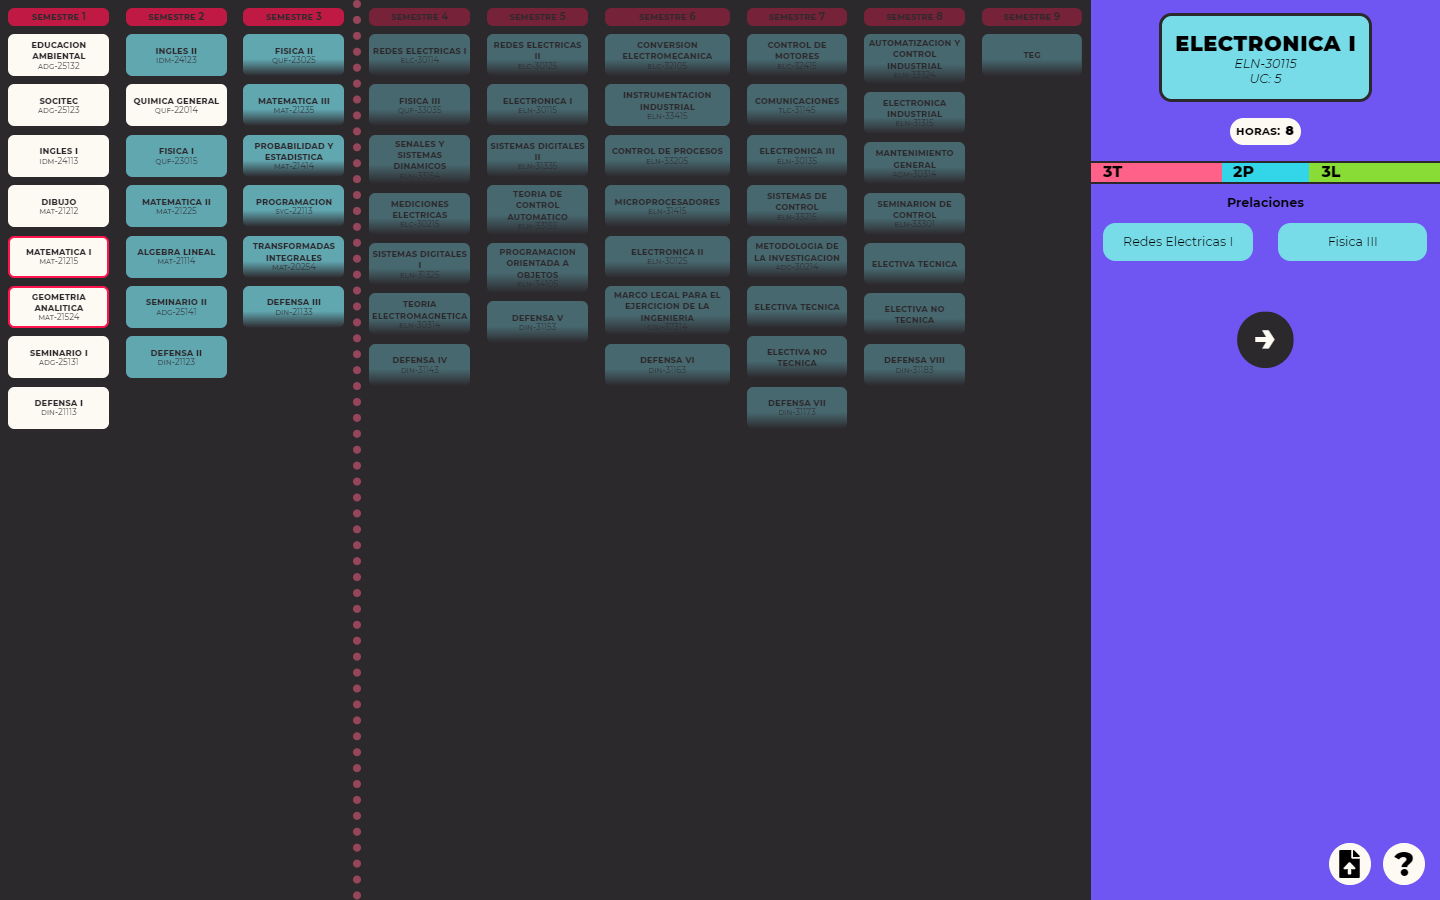 SEMESTRE 1
EDUCACION
AMBIENTAL
ADG-25132
SOCITEC
ADG-25123
INGLES I
IDM-24113
DIBUJO
MAT-21212
MATEMATICA I
MAT-21215
GEOMETRIA
ANALITICA
MAT-21524
SEMINARIO I
ADG-25131
DEFENSA I
DIN-21113
SEMESTRE 2
INGLES II
IDM-24123
QUIMICA GENERAL
QUF-22014
FISICA I
QUF-23015
MATEMATICA II
MAT-21225
ALGEBRA LINEAL
MAT-21114
SEMINARIO II
ADG-25141
DEFENSA II
DIN-21123
SEMESTRE 3
FISICA II
QUF-23025
MATEMATICA III
MAT-21235
PROBABILIDAD Y
ESTADISTICA
MAT-21414
PROGRAMACION
SYC-22113
TRANSFORMADAS
INTEGRALES
MAT-20254
DEFENSA III
DIN-21133
SEMESTRE 4
REDES ELECTRICAS I
ELC-30114
FISICA III
QUF-33035
SENALES Y
SISTEMAS
DINAMICOS
MEDICIONES
ELECTRICAS
ELC-30215
SISTEMAS DIGITALES
I
ELN-31325
TEORIA
ELECTROMAGNETICA
ELN-30314
DEFENSA IV
DIN-31143
SEMESTRE 5
REDES ELECTRICAS
II
ELC-30125
ELECTRONICA I
ELN-30115
SISTEMAS DIGITALES
II
ELN-31335
TEORIA DE
CONTROL
AUTOMATICO
PROGRAMACION
ORIENTADA A
OBJETOS
DEFENSA V
DIN-31153
SEMESTRE 6
CONVERSION
ELECTROMECANICA
ELC-32105
INSTRUMENTACION
INDUSTRIAL
ELN-33415
CONTROL DE PROCESOS
ELN-33205
MICROPROCESADORES
ELN-31415
ELECTRONICA II
ELN-30125
MARCO LEGAL PARA EL
EJERCICION DE LA
INGENIERIA
DEFENSA VI
DIN-31163
SEMESTRE 7
CONTROL DE
MOTORES
ELC-32415
COMUNICACIONES
TLC-31145
ELECTRONICA III
ELN-30135
SISTEMAS DE
CONTROL
ELN-33215
METODOLOGIA DE
LA INVESTIGACION
ADG-30214
ELECTIVA TECNICA
ELECTIVA NO
TECNICA
DEFENSA VII
DIN-31173
SEMESTRE 8
AUTOMATIZACION Y
CONTROL
INDUSTRIAL
ELECTRONICA
INDUSTRIAL
ELN-31315
MANTENIMIENTO
GENERAL
ADM-30314
SEMINARION DE
CONTROL
ELN-33301
ELECTIVA TECNICA
ELECTIVA NO
TECNICA
DEFENSA VIII
DIN-31183
SEMESTRE 9
TEG
ELECTRONICA I
ELN-30115
UC: 5
HORAS: 8
3T 2P 3L
Prelaciones
Redes Electricas I
Fisica III
?